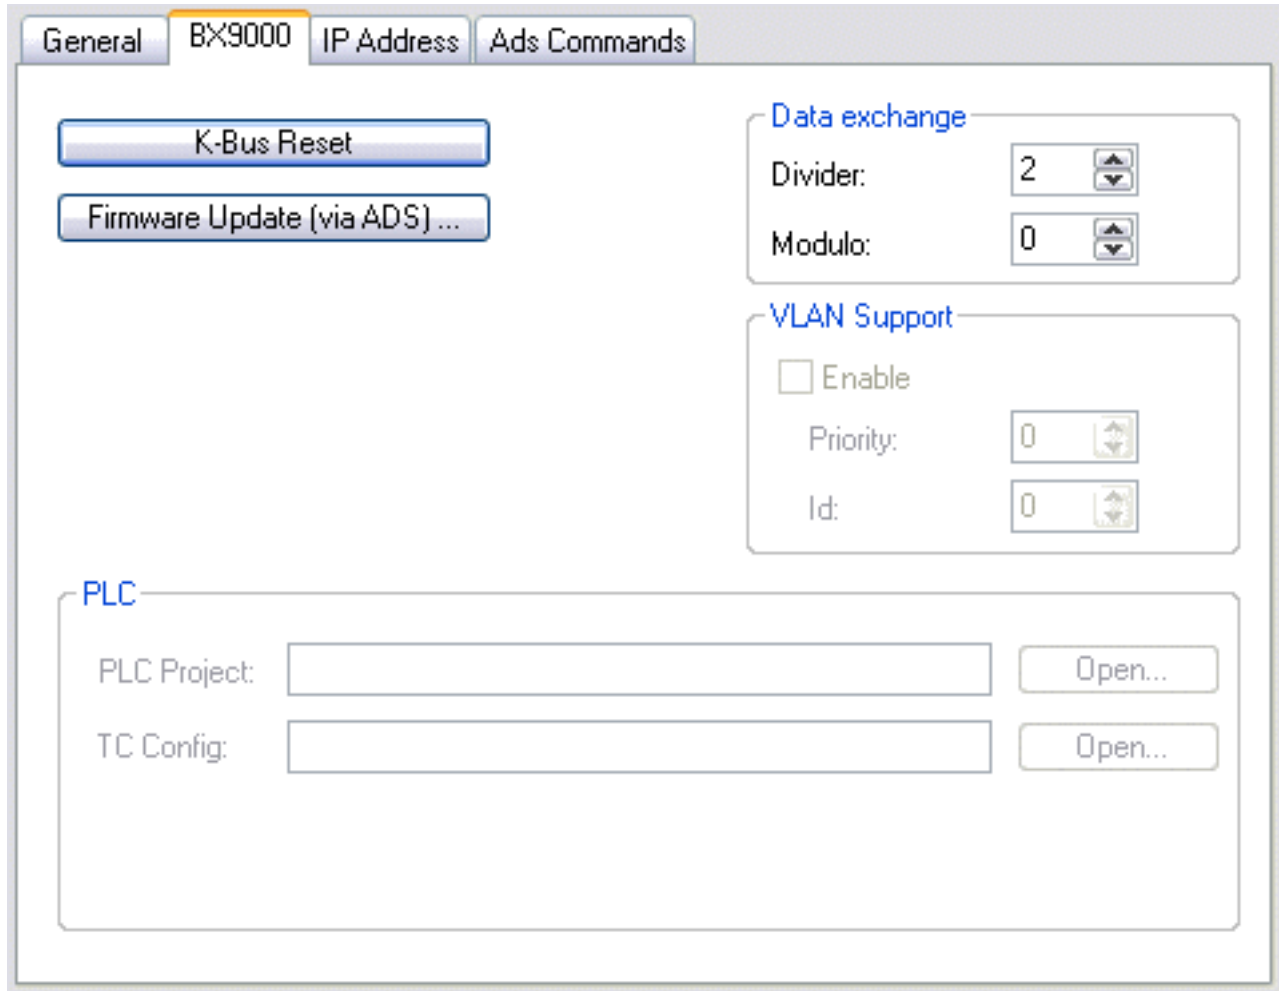 General BX9000 IP Address Ads Commands
K-Bus Reset
Firmware Update (via ADS) ...
Data exchange
Divider: 2
Modulo: 0
VLAN Support
Enable
Priority: 0
Id: 0
PLC
PLC Project: Open...
TC Config: Open...